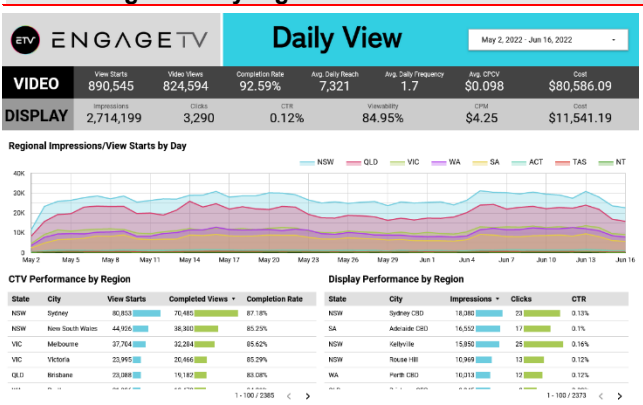 ETV ENGAGETV
Daily View
May 2, 2022 - Jun 16, 2022
VIDEO
View Starts Video Views Completion Rate Avg. Daily Reach Avg. Daily Frequency Avg. CPCV Cost
890,545 824,594 92.59% 7,321 1.7 $0.098 $80,586.09
DISPLAY
Impressions Clicks CTR Viewability CPM Cost
2,714,199 3,290 0.12% 84.95% $4.25 $11,541.19
Regional Impressions/View Starts by Day
NSW QLD VIC WA SA ACT TAS NT
40K
30K
20K
10K
0
May 2 May 5 May 8 May 11 May 14 May 17 May 20 May 23 May 26 May 29 Jun 1 Jun 4 Jun 7 Jun 10 Jun 13 Jun 16
CTV Performance by Region
State City View Starts Completed Views Completion Rate
NSW Sydney 80,853 70,485 87.18%
NSW New South Wales 44,926 38,300 85.25%
VIC Melbourne 37,704 32,284 85.62%
VIC Victoria 23,995 20,466 85.29%
QLD Brisbane 23,088 19,182 83.08%
1 - 100 / 2385
Display Performance by Region
State City Impressions Clicks CTR
NSW Sydney CBD 18,080 23 0.13%
SA Adelaide CBD 16,552 17 0.1%
NSW Kellyville 15,850 25 0.16%
NSW Rouse Hill 10,969 13 0.12%
WA Perth CBD 10,013 12 0.12%
1 - 100 / 2373